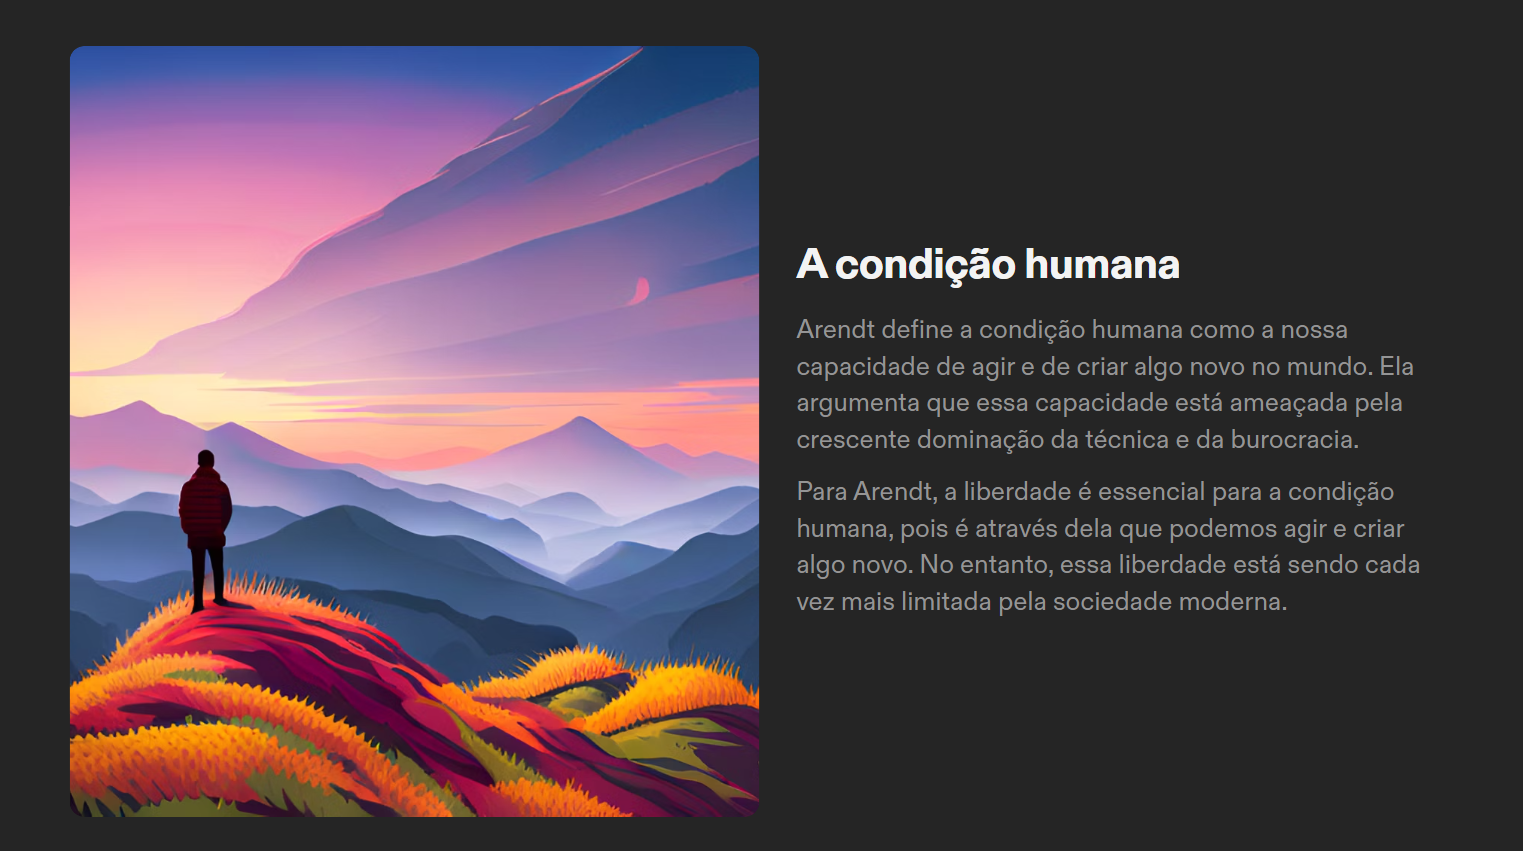 A condição humana
Arendt define a condição humana como a nossa
capacidade de agir e de criar algo novo no mundo. Ela
argumenta que essa capacidade está ameaçada pela
crescente dominação da técnica e da burocracia.
Para Arendt, a liberdade é essencial para a condição
humana, pois é através dela que podemos agir e criar
algo novo. No entanto, essa liberdade está sendo cada
vez mais limitada pela sociedade moderna.